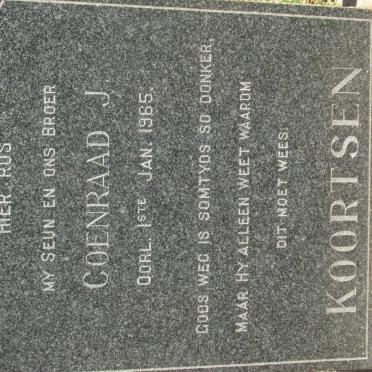 HIER RUS
MY SEUN EN ONS BROER
COENRAAD J
OORL. 1STE JAN. 1965.
GODS WEG IS SOMTYDS SO DONKER,
MAAR HY ALLEEN WEET WAAROM
DIT MOET WEES.
KOORTSEN